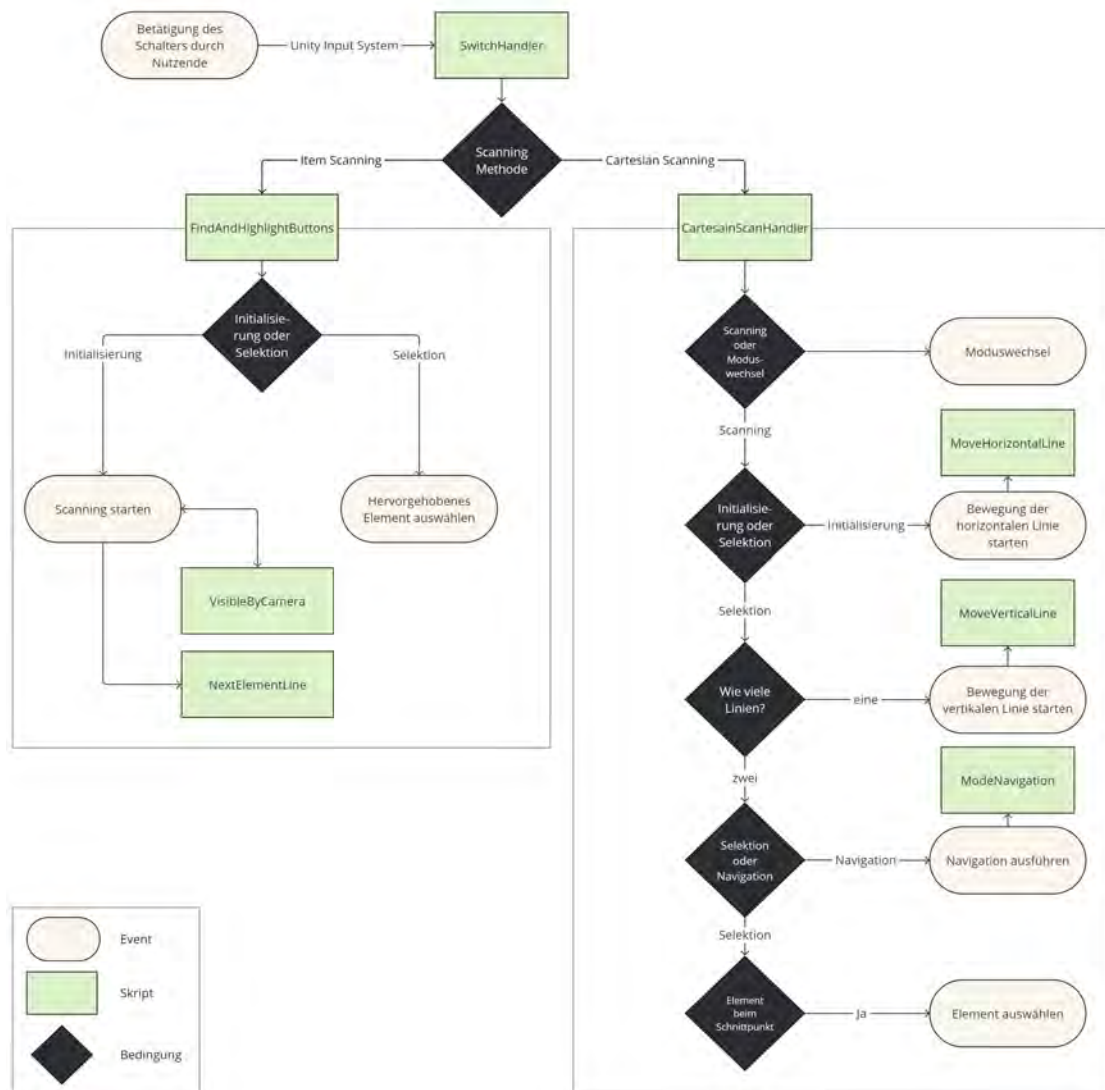 Betätigung des
Schalters durch
Nutzende
Unity Input System
SwitchHandler
Scanning
Methode
Item Scanning
Cartesian Scanning
FindAndHighlightButtons
Initialisie-
rung oder
Selektion
Initialisierung
Selektion
Scanning starten
Hervorgehobenes
Element auswählen
VisibleByCamera
NextElementLine
CartesainScanHandler
Scanning
oder
Modus-
wechsel
Moduswechsel
Scanning
MoveHorizontalLine
Initialisie-
rung oder
Selektion
Initialisierung
Bewegung der
horizontalen Linie
starten
Selektion
MoveVerticalLine
Wie viele
Linien?
eine
Bewegung der
vertikalen Linie starten
zwei
ModeNavigation
Selektion
oder
Navigation
Navigation
Navigation ausführen
Selektion
Element
beim
Schnittpunkt
Ja
Element auswählen
Event
Skript
Bedingung